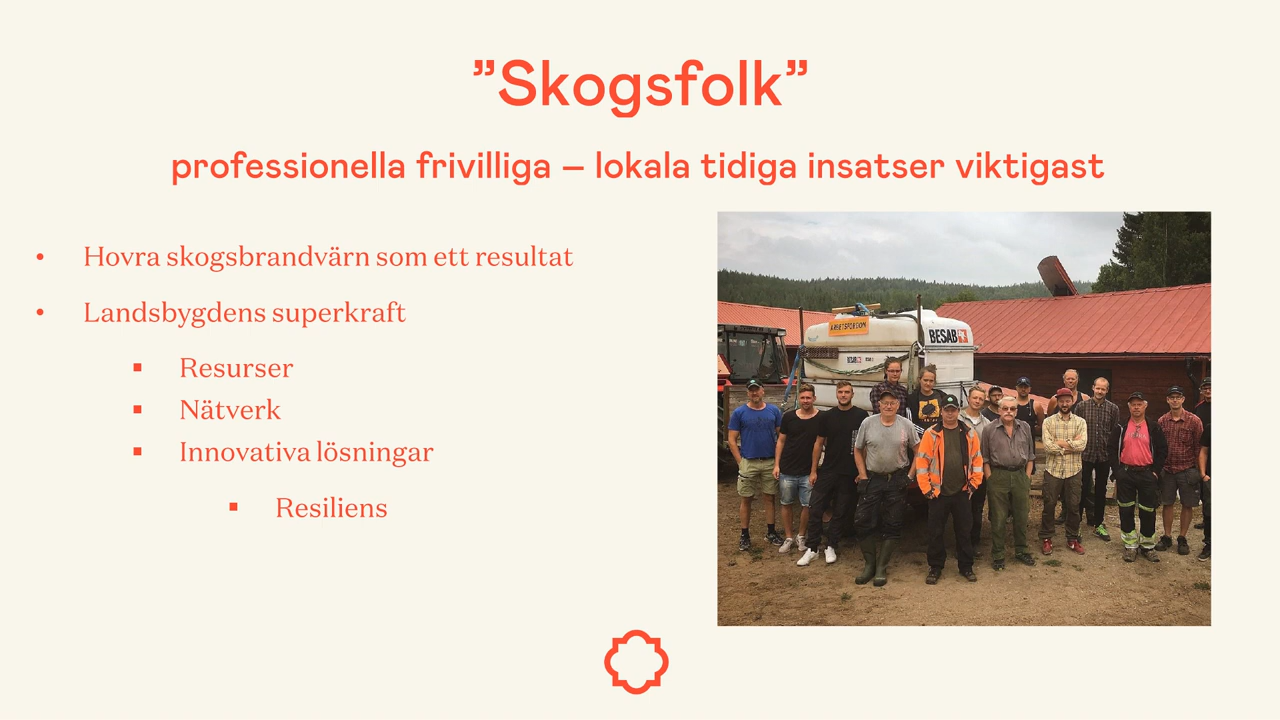 ”Skogsfolk”
professionella frivilliga – lokala tidiga insatser viktigast
• Hovra skogsbrandvärn som ett resultat
• Landsbygdens superkraft
▪ Resurser
▪ Nätverk
▪ Innovativa lösningar
▪ Resiliens
BESAB
BESAB